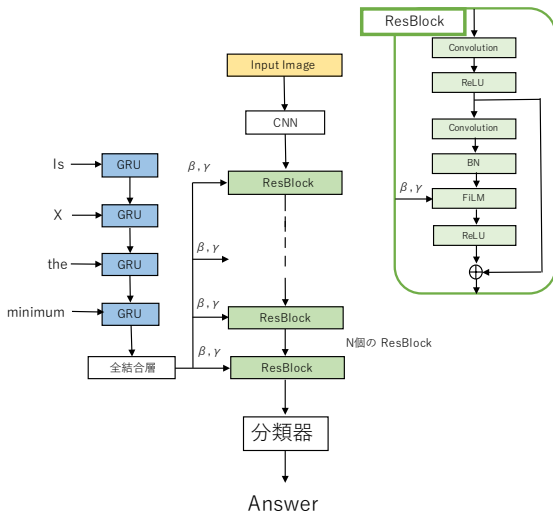 Input Image
CNN
Is
GRU
X
GRU
the
GRU
minimum
GRU
全結合層
β, γ
ResBlock
β, γ
β, γ
ResBlock
N個の ResBlock
β, γ
ResBlock
分類器
Answer
ResBlock
Convolution
ReLU
Convolution
BN
β, γ
FiLM
ReLU